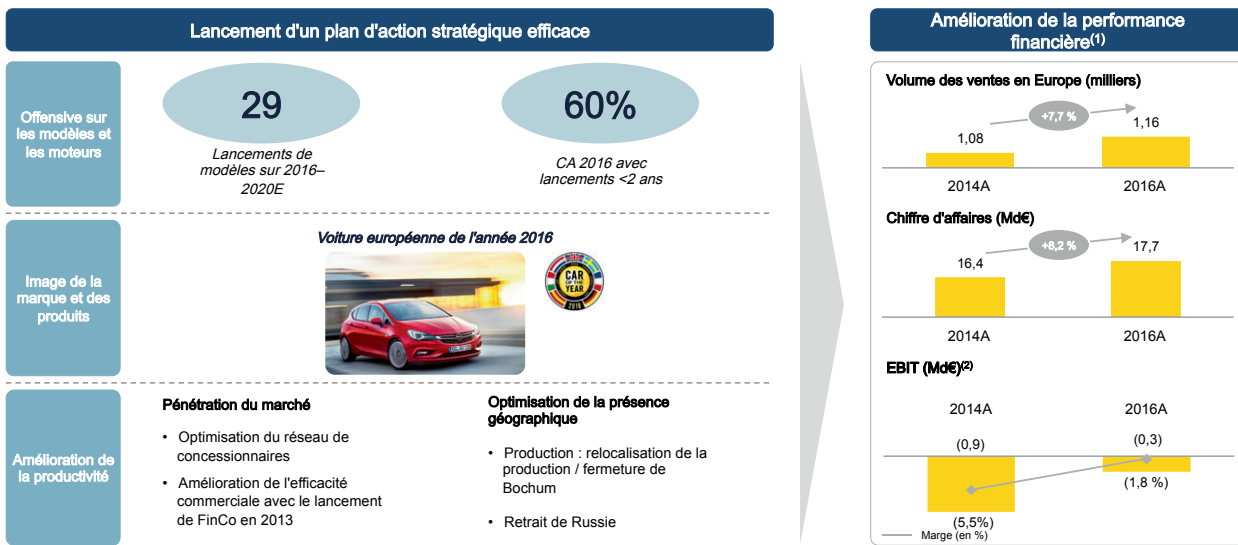 Lancement d'un plan d'action stratégique efficace
Offensive sur
les modèles et
les moteurs
29
Lancements de
modèles sur 2016–
2020E
60%
CA 2016 avec
lancements <2 ans
Image de la
marque et des
produits
Voiture européenne de l'année 2016
CAR
OF THE
YEAR
2016
Amélioration de
la productivité
Pénétration du marché
• Optimisation du réseau de
concessionnaires
• Amélioration de l'efficacité
commerciale avec le lancement
de FinCo en 2013
Optimisation de la présence
géographique
• Production : relocalisation de la
production / fermeture de
Bochum
• Retrait de Russie
Amélioration de la performance
financière(1)
Volume des ventes en Europe (milliers)
+7,7 %
1,08
1,16
2014A
2016A
Chiffre d'affaires (Md€)
+8,2 %
16,4
17,7
2014A
2016A
EBIT (Md€)(2)
2014A
2016A
(0,9)
(0,3)
(1,8 %)
(5,5%)
Marge (en %)